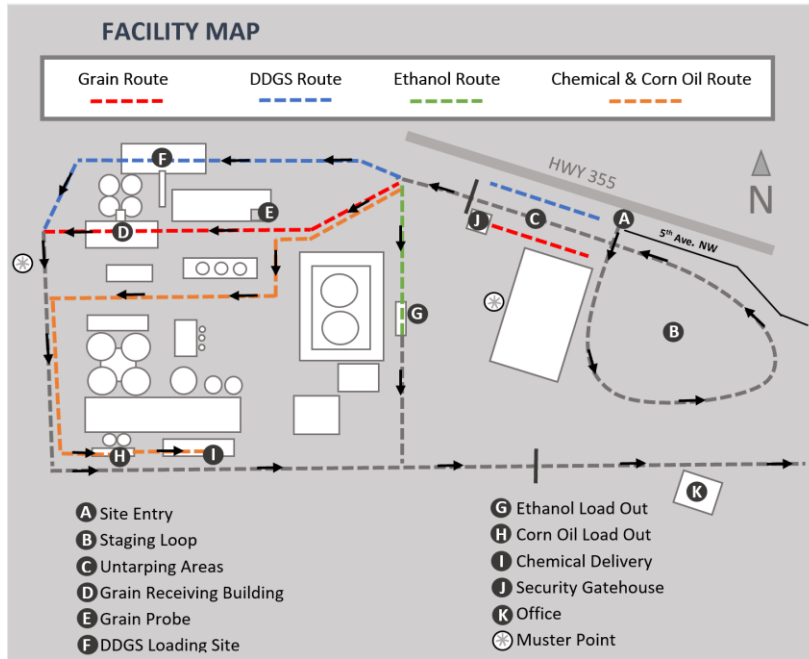 FACILITY MAP
Grain Route
DDGS Route
Ethanol Route
Chemical & Corn Oil Route
HWY 355
N
F
E
D
J
C
A
5th Ave. NW
B
G
H
I
K
A Site Entry
B Staging Loop
C Untarping Areas
D Grain Receiving Building
E Grain Probe
F DDGS Loading Site
G Ethanol Load Out
H Corn Oil Load Out
I Chemical Delivery
J Security Gatehouse
K Office
Muster Point